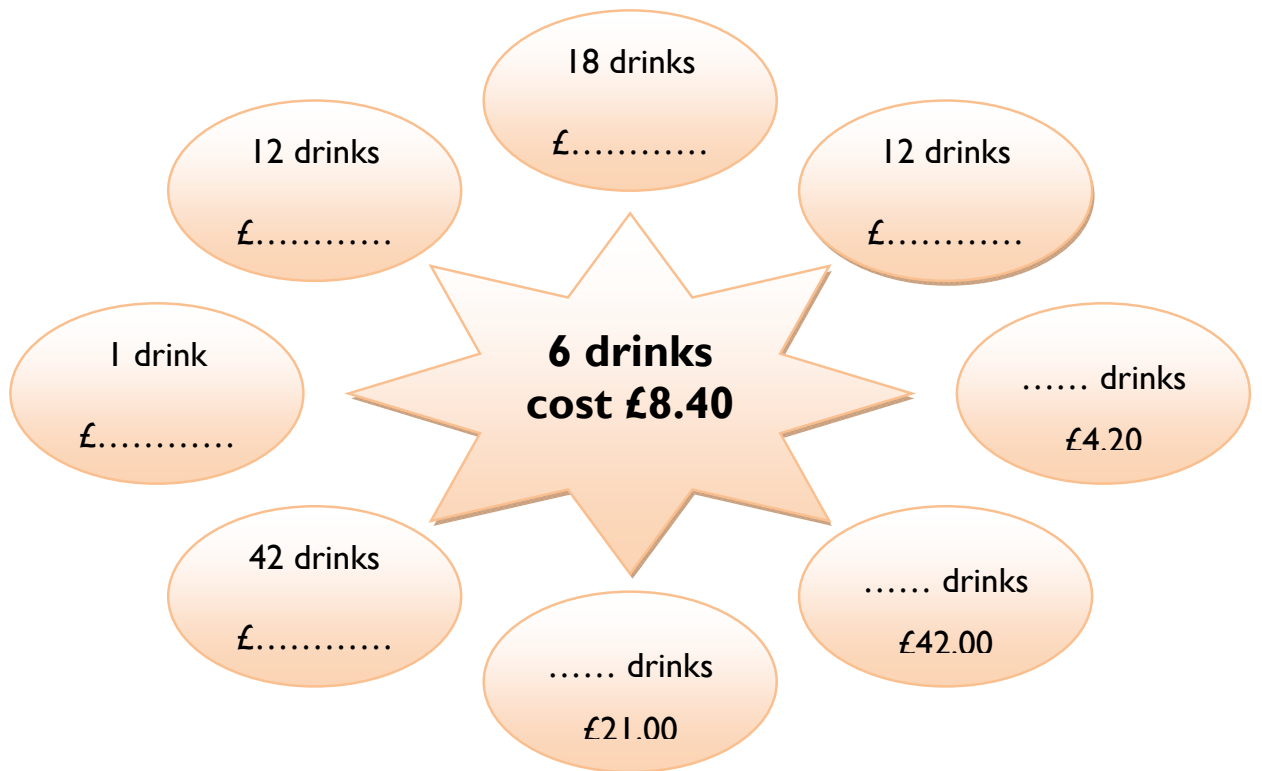 18 drinks
£…………
12 drinks
£…………
12 drinks
£…………
6 drinks
cost £8.40
1 drink
£…………
…… drinks
£4.20
42 drinks
£…………
…… drinks
£42.00
…… drinks
£21.00